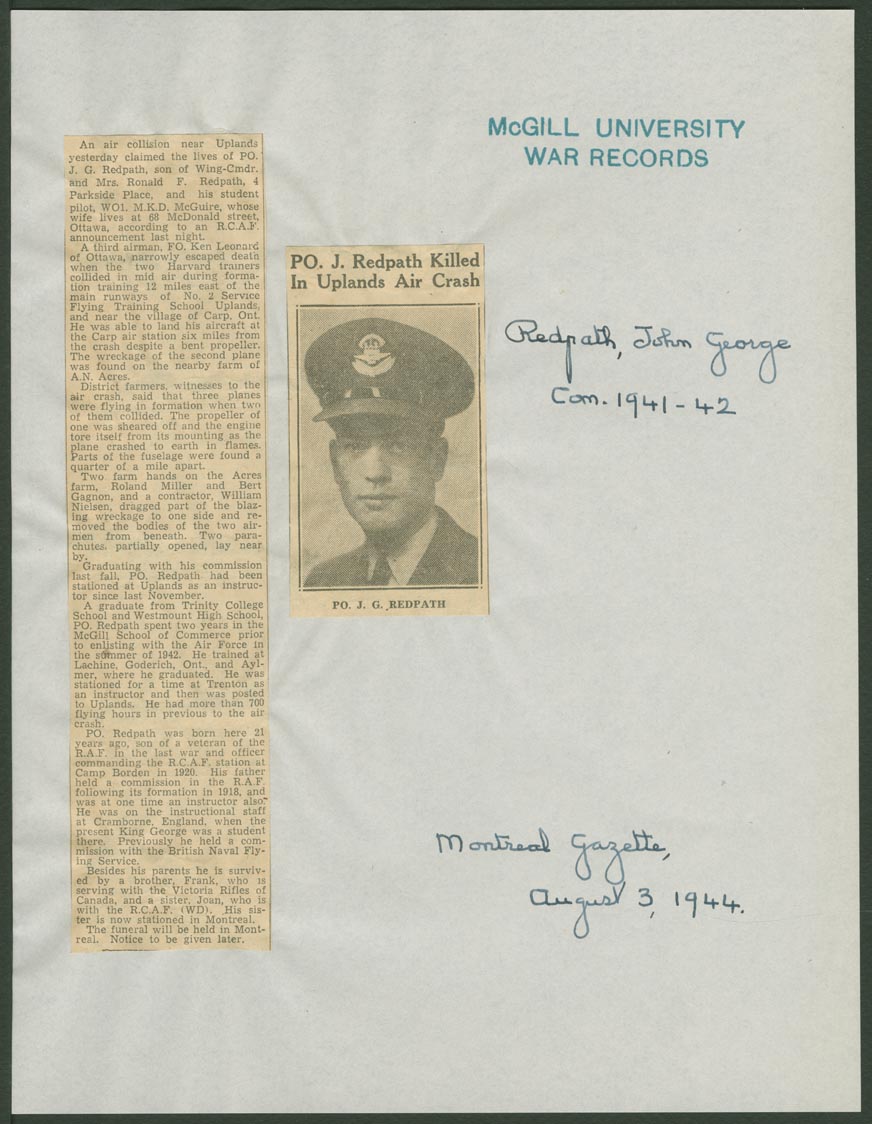 McGILL UNIVERSITY
WAR RECORDS
An air collision near Uplands
yesterday claimed the lives of PO.
J. G. Redpath, son of Wing-Cmdr.
and Mrs. Ronald F. Redpath, 4
Parkside Place, and his student
pilot, WO1. M.K.D. McGuire, whose
wife lives at 68 McDonald street,
Ottawa, according to an R.C.A.F.
announcement last night.
A third airman, FO. Ken Leonard
of Ottawa, narrowly escaped death
when the two Harvard trainers
collided in mid air during forma-
tion training 12 miles east of the
main runways of No. 2 Service
Flying Training School Uplands,
and near the village of Carp, Ont.
He was able to land his aircraft at
the Carp air station six miles from
the crash despite a bent propeller.
The wreckage of the second plane
was found on the nearby farm of
A.N. Acres.
District farmers, witnesses to the
air crash, said that three planes
were flying in formation when two
of them collided. The propeller of
one was sheared off and the engine
tore itself from its mounting as the
plane crashed to earth in flames.
Parts of the fuselage were found a
quarter of a mile apart.
Two farm hands on the Acres
farm, Roland Miller and Bert
Gagnon, and a contractor, William
Nielsen, dragged part of the blaz-
ing wreckage to one side and re-
moved the bodies of the two air-
men from beneath. Two para-
chutes, partially opened, lay near
by.
Graduating with his commission
last fall, PO. Redpath had been
stationed at Uplands as an instruc-
tor since last November.
A graduate from Trinity College
School and Westmount High School,
PO. Redpath spent two years in the
McGill School of Commerce prior
to enlisting with the Air Force in
the summer of 1942. He trained at
Lachine, Goderich, Ont., and Ayl-
mer, where he graduated. He was
stationed for a time at Trenton as
an instructor and then was posted
to Uplands. He had more than 700
flying hours in previous to the air
crash.
PO. Redpath was born here 21
years ago, son of a veteran of the
R.A.F. in the last war and officer
commanding the R.C.A.F. station at
Camp Borden in 1920. His father
held a commission in the R.A.F.
following its formation in 1918, and
was at one time an instructor also.
He was on the instructional staff
at Cramborne, England, when the
present King George was a student
there. Previously he held a com-
mission with the British Naval Fly-
ing Service.
Besides his parents he is surviv-
ed by a brother, Frank, who is
serving with the Victoria Rifles of
Canada, and a sister, Joan, who is
with the R.C.A.F. (WD). His sis-
ter is now stationed in Montreal.
The funeral will be held in Mont-
real. Notice to be given later.
PO. J. Redpath Killed
In Uplands Air Crash
PO. J. G. REDPATH
Redpath, John George
Com. 1941-42
Montreal Gazette,
August 3, 1944.